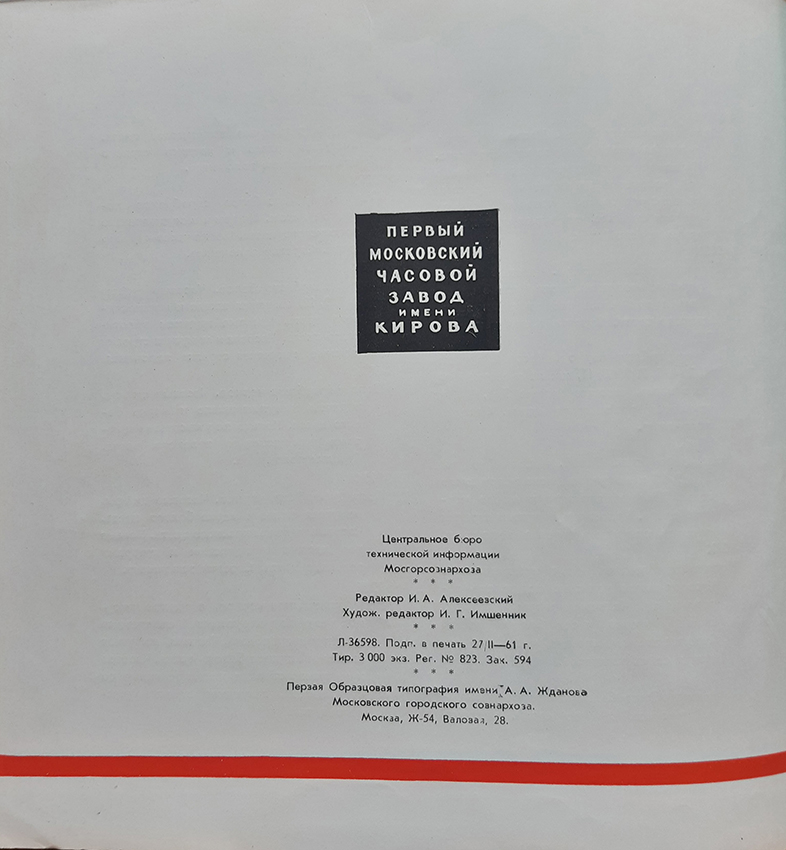 ПЕРВЫЙ
МОСКОВСКИЙ
ЧАСОВОЙ
ЗАВОД
ИМЕНИ
КИРОВА
Центральное бюро
технической информации
Мосгорсознархоза
* * *
Редактор И. А. Алексеевский
Худож. редактор И. Г. Имшенник
* * *
Л-36598. Подп. в печать 27/II—61 г.
Тир. 3 000 экз. Рег. № 823. Зак. 594
* * *
Первая Образцовая типография имени А. А. Жданова
Московского городского совнархоза.
Москва, Ж-54, Валовая, 28.